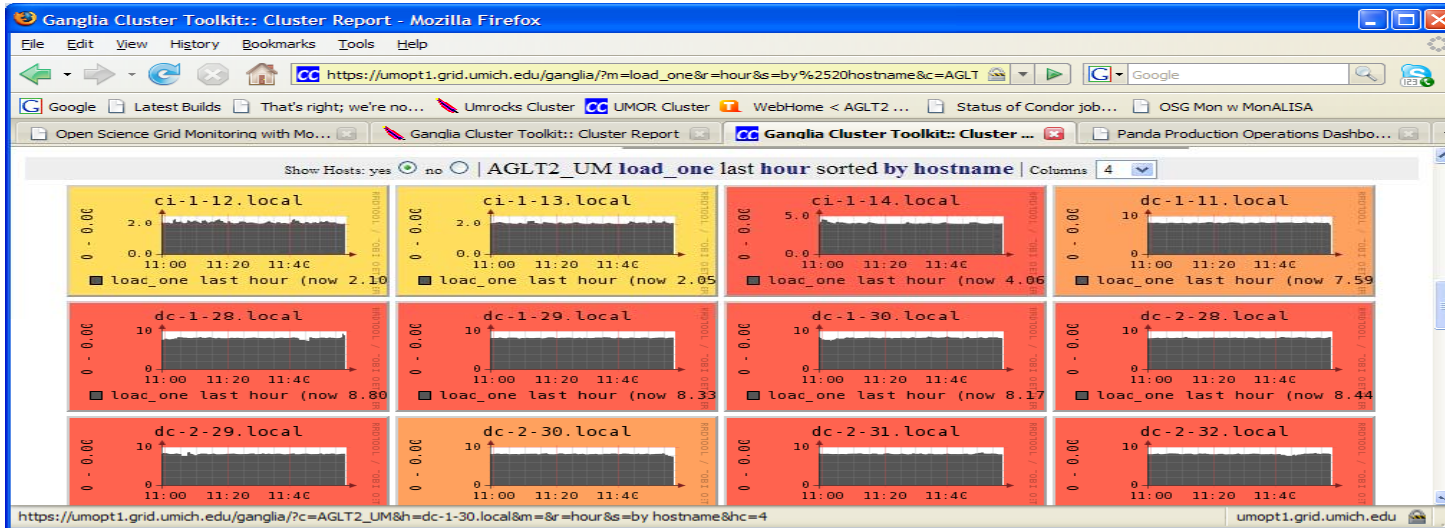 Ganglia Cluster Toolkit:: Cluster Report - Mozilla Firefox
File Edit View History Bookmarks Tools Help
CC https://umopt1.grid.umich.edu/ganglia/?m=load_one&r=hour&s=by%2520hostname&c=AGLT G Google
G Google Latest Builds That's right; we're no... Umrocks Cluster CC UMOR Cluster WebHome < AGLT2 ... Status of Condor job... OSG Mon w MonALISA
Open Science Grid Monitoring with Mo... Ganglia Cluster Toolkit:: Cluster Report CC Ganglia Cluster Toolkit:: Cluster ... Panda Production Operations Dashbo...
Show Hosts: yes no | AGLT2_UM load_one last hour sorted by hostname | Columns 4
ci-1-12.local ci-1-13.local ci-1-14.local dc-1-11.local
2.0 2.0 5.0 10
0.0 0.0 0.0 0
11:00 11:20 11:40 11:00 11:20 11:40 11:00 11:20 11:40 11:00 11:20 11:40
load_one last hour (now 2.10 load_one last hour (now 2.05 load_one last hour (now 4.06 load_one last hour (now 7.59
dc-1-28.local dc-1-29.local dc-1-30.local dc-2-28.local
10 10 10 10
0 0 0 0
11:00 11:20 11:40 11:00 11:20 11:40 11:00 11:20 11:40 11:00 11:20 11:40
load_one last hour (now 8.80 load_one last hour (now 8.33 load_one last hour (now 8.17 load_one last hour (now 8.44
dc-2-29.local dc-2-30.local dc-2-31.local dc-2-32.local
10 10 10 10
0 0 0 0
11:00 11:20 11:40 11:00 11:20 11:40 11:00 11:20 11:40 11:00 11:20 11:40
https://umopt1.grid.umich.edu/ganglia/?c=AGLT2_UM&h=dc-1-30.local&m=&r=hour&s=by hostname&hc=4 umopt1.grid.umich.edu